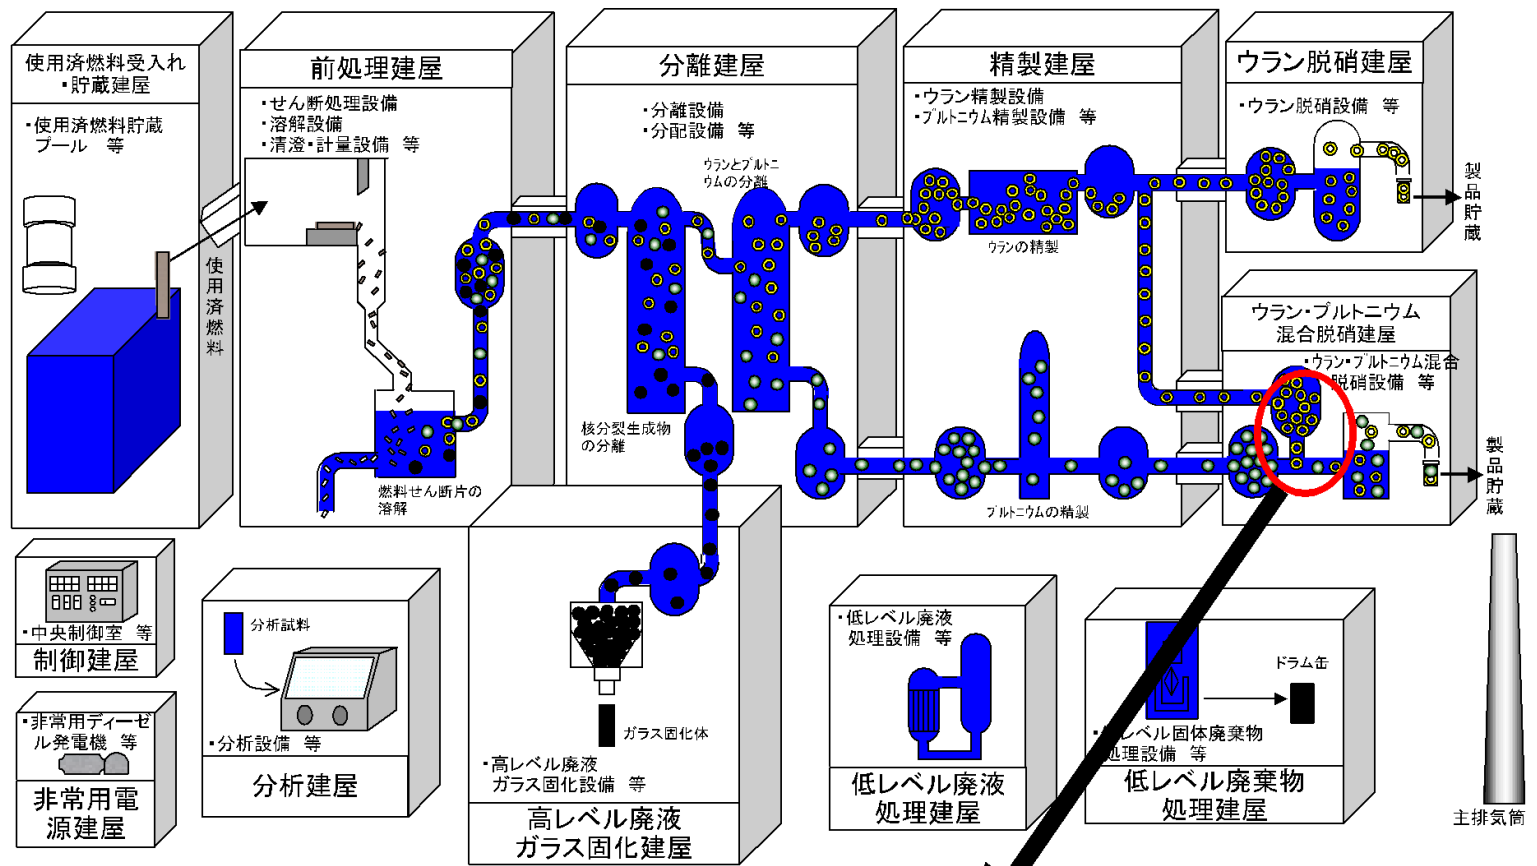 使用済燃料受入れ
・貯蔵建屋
・使用済燃料貯蔵
プール 等
使用済燃料
前処理建屋
・せん断処理設備
・溶解設備
・清澄・計量設備 等
燃料せん断片の
溶解
分離建屋
・分離設備
・分配設備 等
ウランとプルトニ
ウムの分離
核分裂生成物
の分離
精製建屋
・ウラン精製設備
・プルトニウム精製設備 等
ウランの精製
プルトニウムの精製
ウラン脱硝建屋
・ウラン脱硝設備 等
製品貯蔵
ウラン・プルトニウム
混合脱硝建屋
・ウラン・プルトニウム混合
脱硝設備 等
製品貯蔵
・中央制御室 等
制御建屋
・非常用ディーゼ
ル発電機 等
非常用電
源建屋
分析試料
・分析設備 等
分析建屋
ガラス固化体
・高レベル廃液
ガラス固化設備 等
高レベル廃液
ガラス固化建屋
・低レベル廃液
処理設備 等
低レベル廃液
処理建屋
ドラム缶
レベル固体廃棄物
処理設備 等
低レベル廃棄物
処理建屋
主排気筒